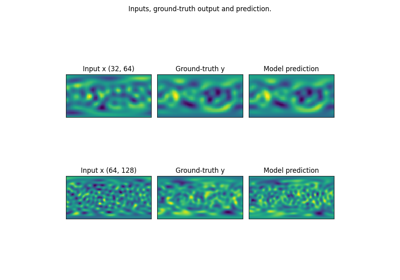 Inputs, ground-truth output and prediction.
Input x (32, 64) Ground-truth y Model prediction
Input x (64, 128) Ground-truth y Model prediction